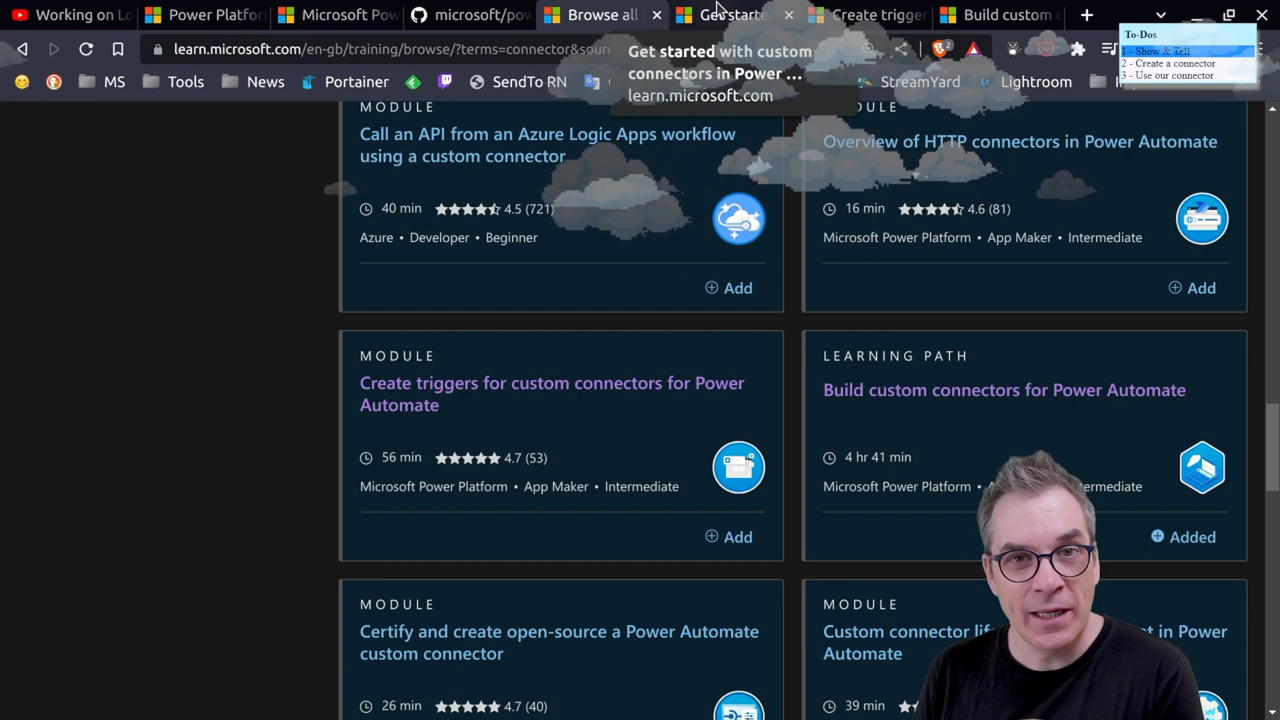 Working on Lo
Power Platfor
Microsoft Pow
microsoft/pow
Browse all
Get started
Create trigge
Build custom c
learn.microsoft.com/en-gb/training/browse/?terms=connector&sour
2
MS
Tools
News
Portainer
SendTo RN
StreamYard
Lightroom
Get started with custom
connectors in Power ...
learn.microsoft.com
To-Dos
1 - Show & Tell
2 - Create a connector
3 - Use our connector
MODULE
Call an API from an Azure Logic Apps workflow
using a custom connector
40 min
4.5 (721)
Azure • Developer • Beginner
Add
DULE
Overview of HTTP connectors in Power Automate
16 min
4.6 (81)
Microsoft Power Platform • App Maker • Intermediate
Add
MODULE
Create triggers for custom connectors for Power
Automate
56 min
4.7 (53)
Microsoft Power Platform • App Maker • Intermediate
Add
LEARNING PATH
Build custom connectors for Power Automate
4 hr 41 min
Microsoft Power Platform • A
ermediate
Added
MODULE
Certify and create open-source a Power Automate
custom connector
26 min
4.7 (40)
MODULE
Custom connector life
t in Power
Automate
39 min